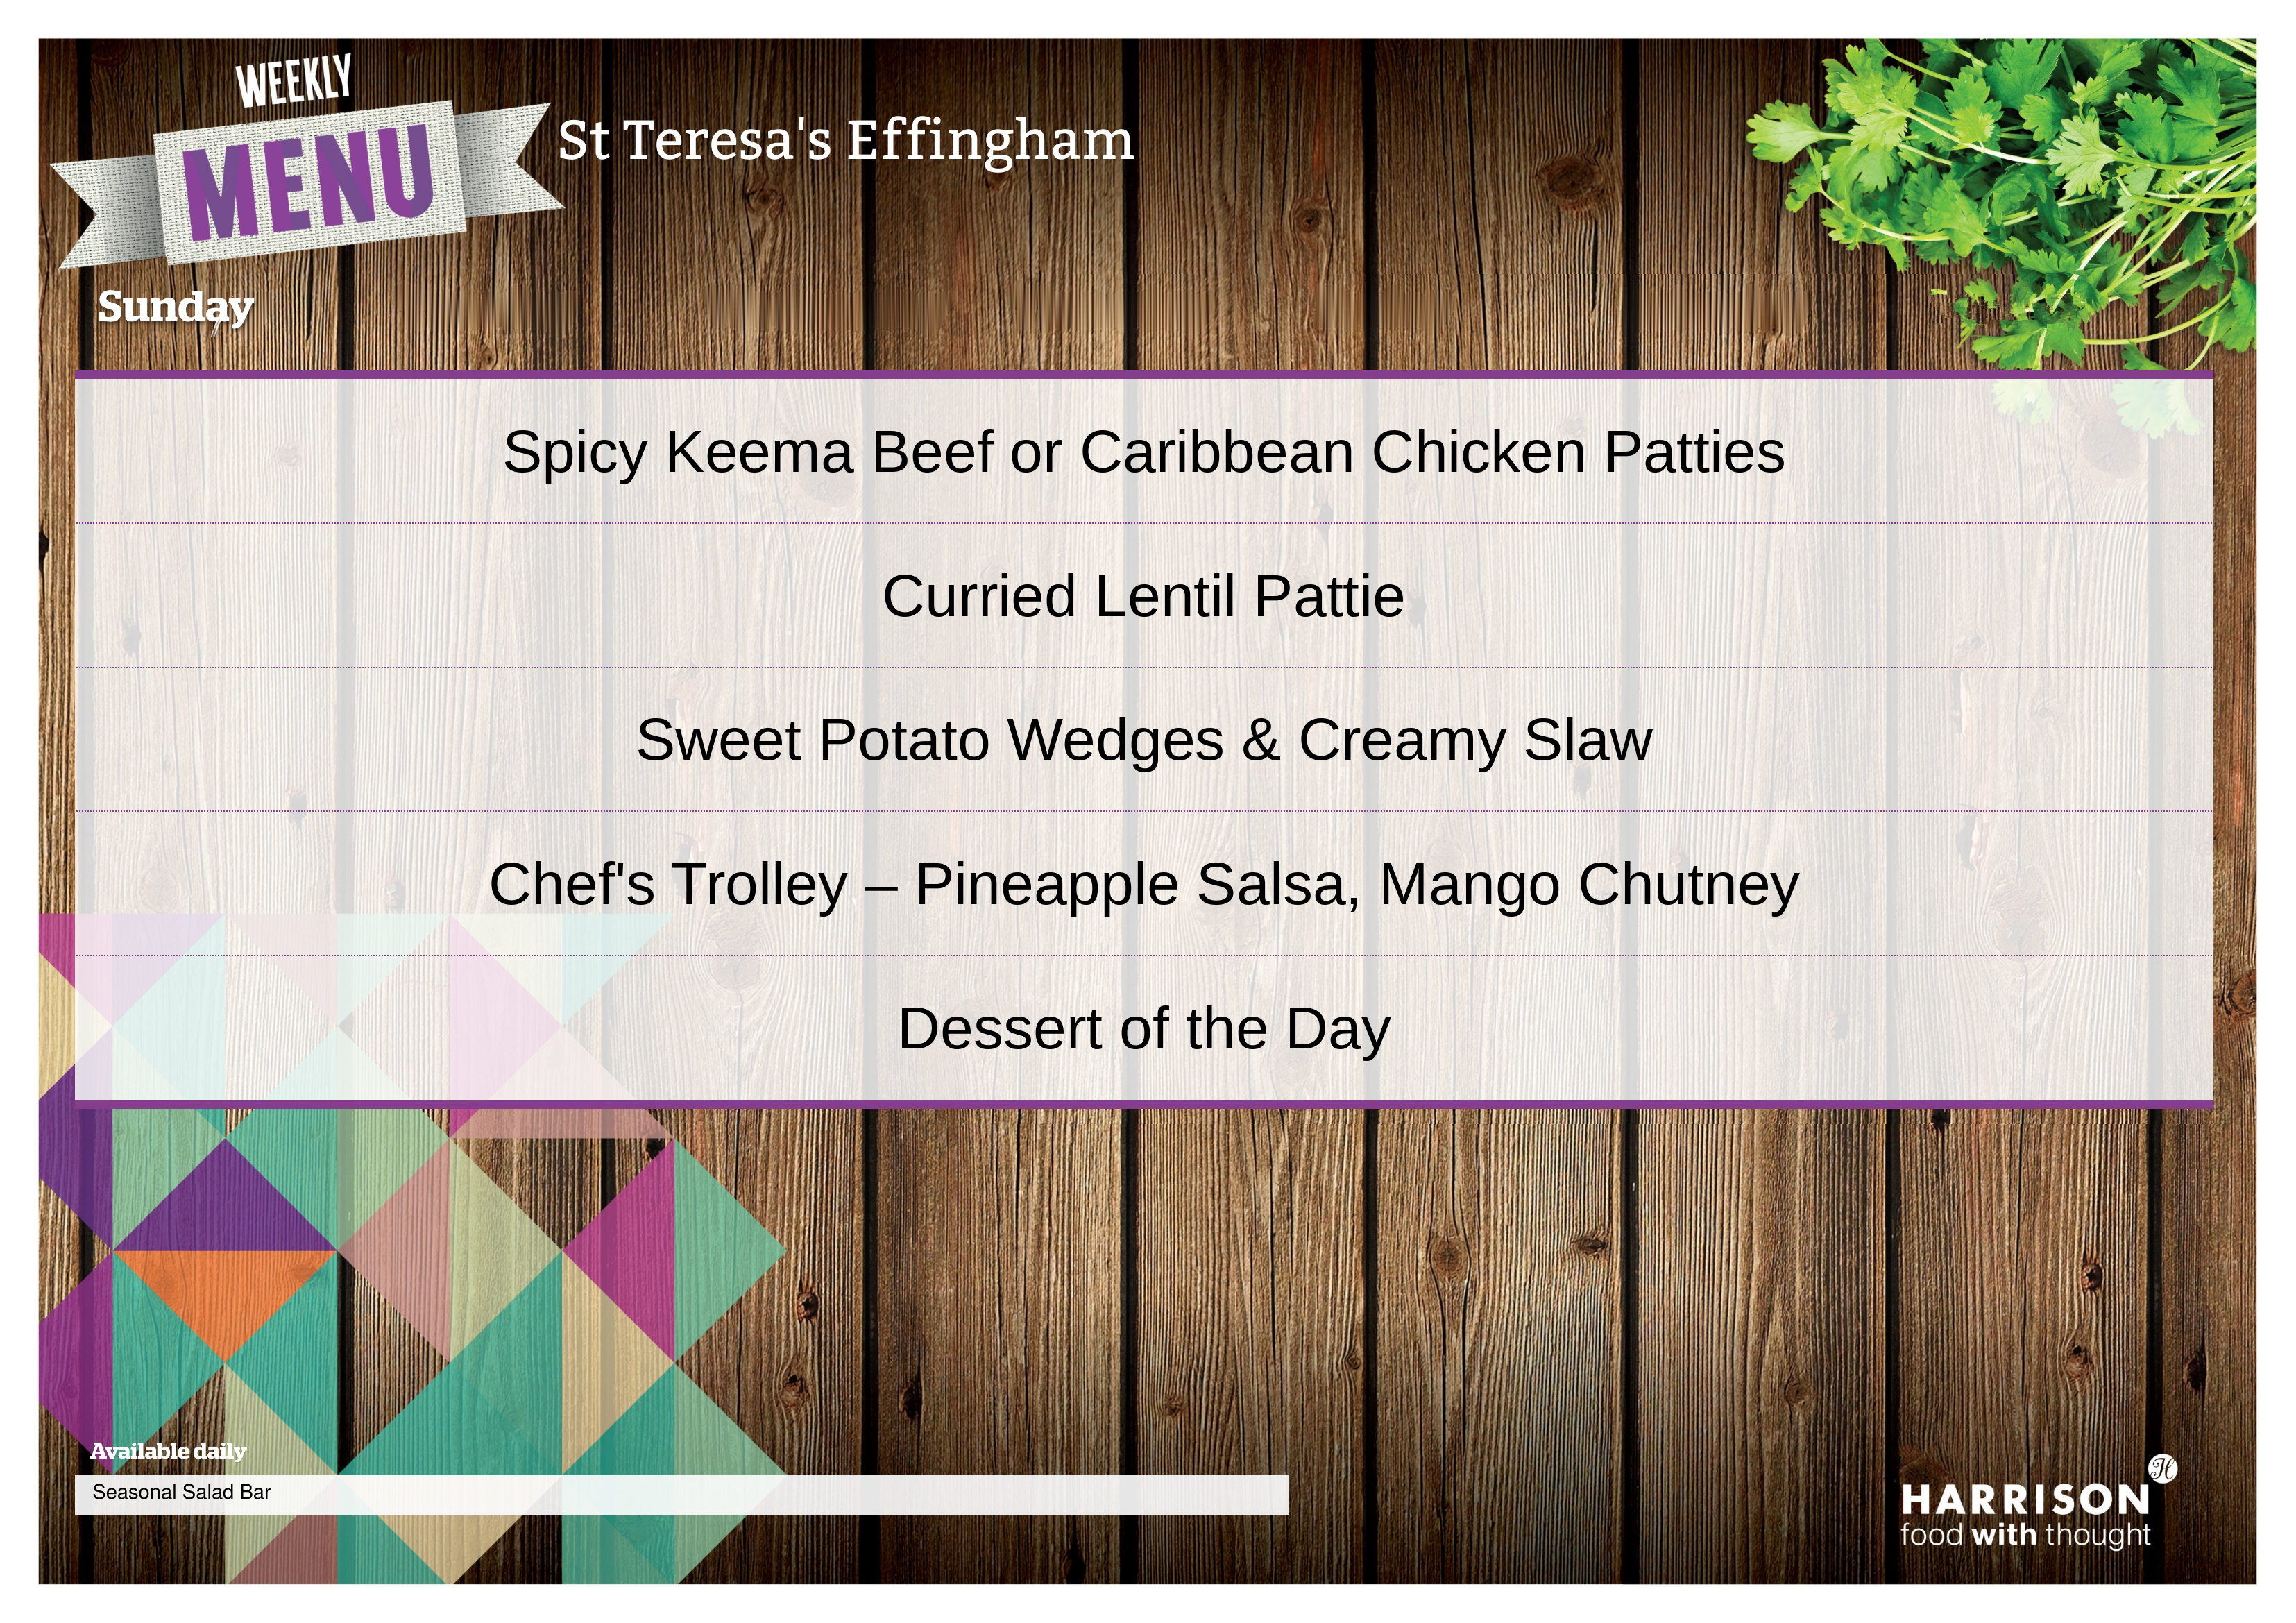 WEEKLY
MENU
St Teresa's Effingham
Sunday
Spicy Keema Beef or Caribbean Chicken Patties
Curried Lentil Pattie
Sweet Potato Wedges & Creamy Slaw
Chef's Trolley – Pineapple Salsa, Mango Chutney
Dessert of the Day
Available daily
Seasonal Salad Bar
H
HARRISON
food with thought